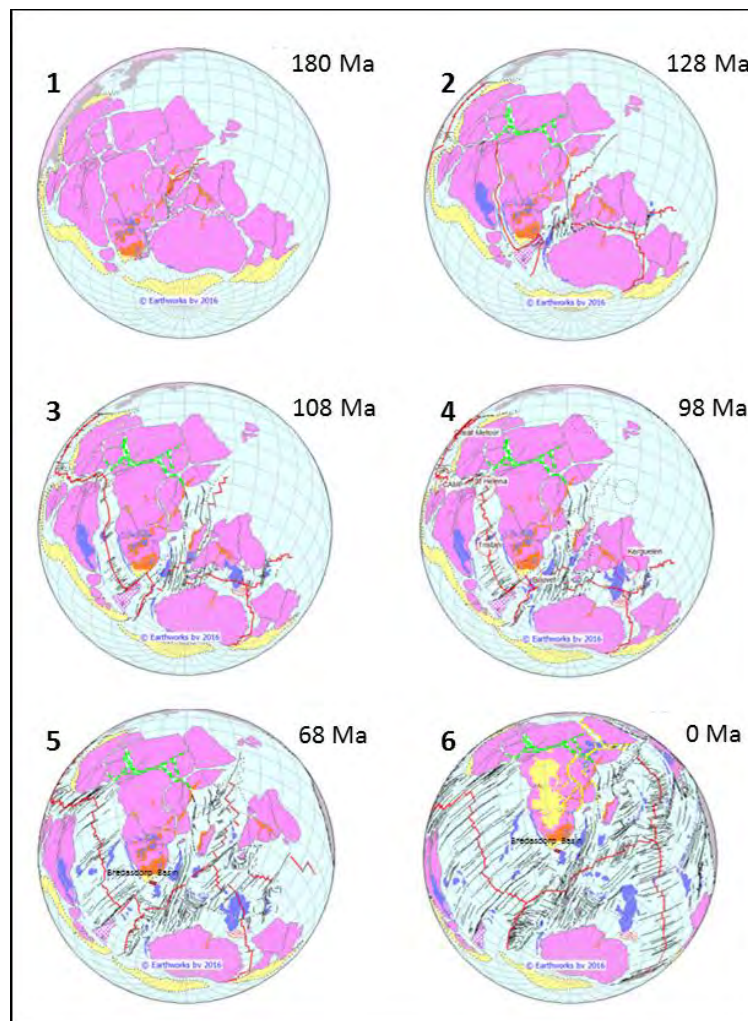 1
180 Ma
© Earthworks bv 2016
2
128 Ma
© Earthworks bv 2016
3
108 Ma
© Earthworks bv 2016
4
98 Ma
Great Meteor
Helena
Tristan
Kerguelen
Bouvet
© Earthworks bv 2016
5
68 Ma
Bredasdorp Basin
© Earthworks bv 2016
6
0 Ma
Bredasdorp Basin
© Earthworks bv 2016